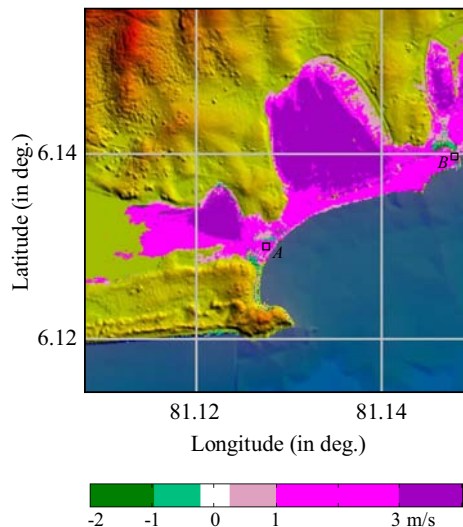 6.14
B
Latitude (in deg.)
A
6.12
81.12 81.14
Longitude (in deg.)
-2 -1 0 1 3 m/s